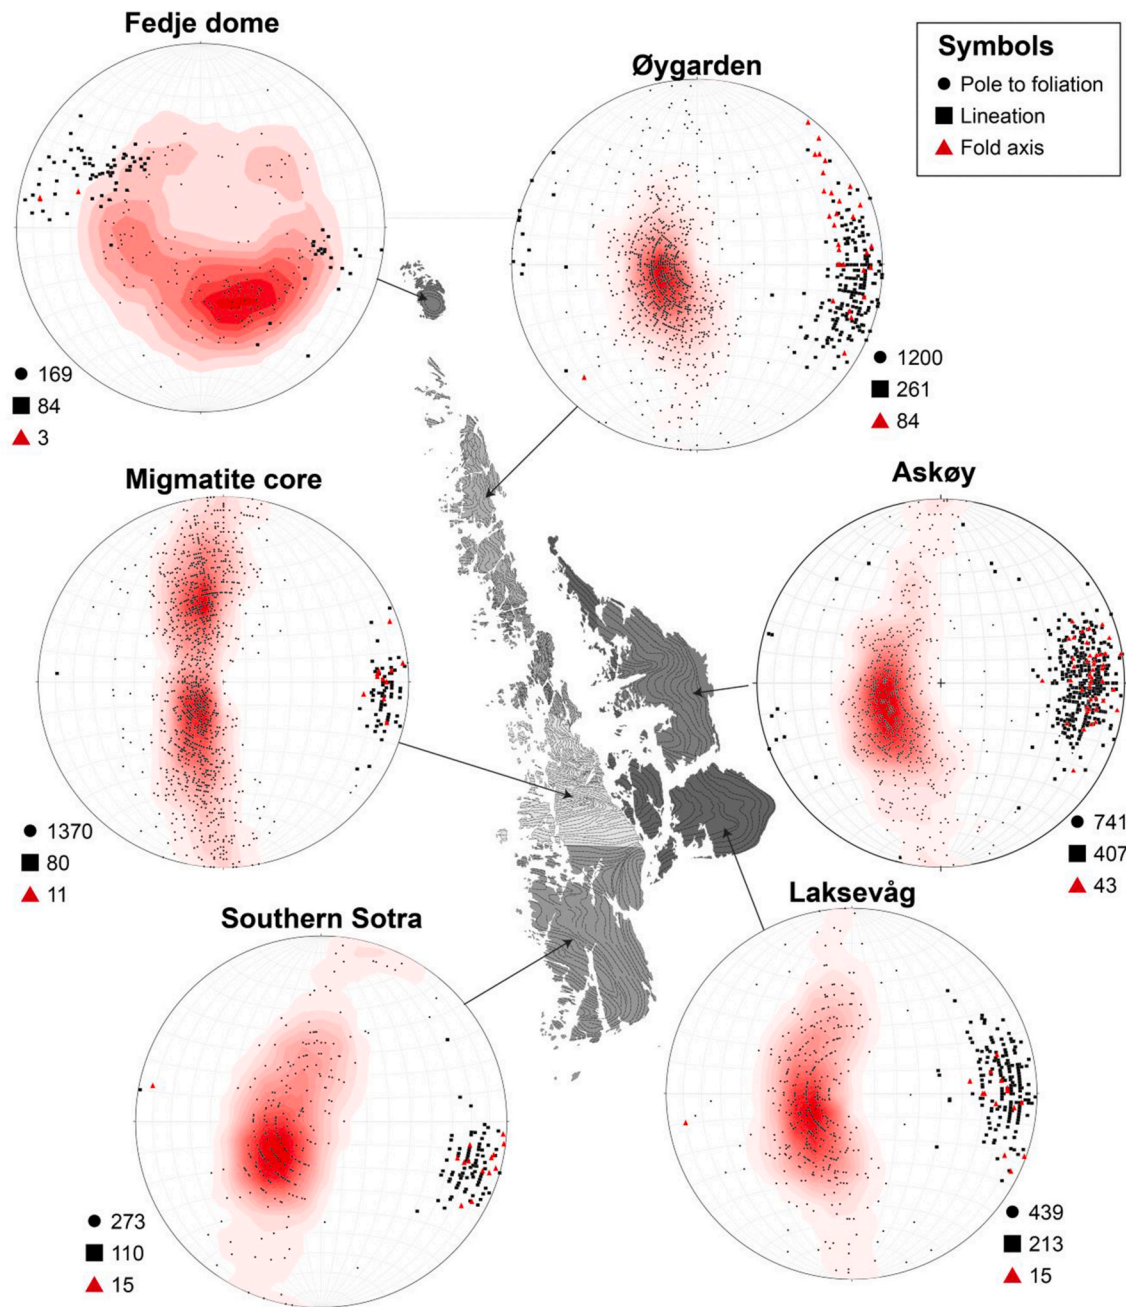 Fedje dome
169
84
3
Øygarden
1200
261
84
Symbols
Pole to foliation
Lineation
Fold axis
Migmatite core
1370
80
11
Askøy
741
407
43
Southern Sotra
273
110
15
Laksevåg
439
213
15